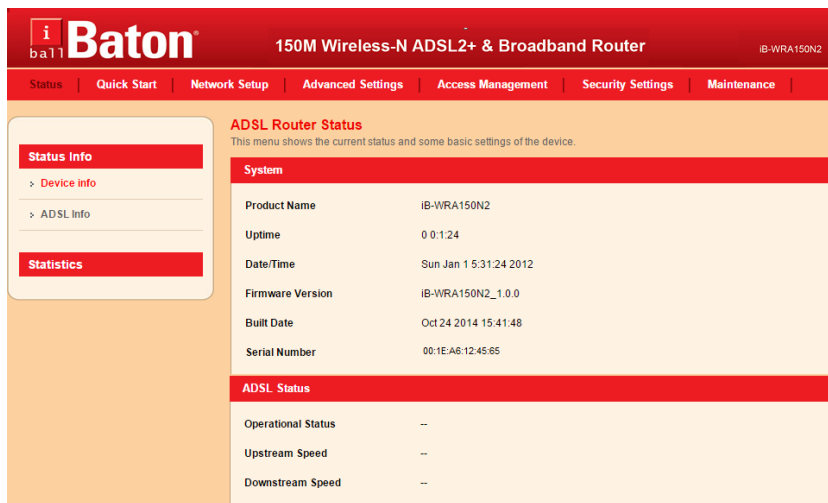 i ball Baton 150M Wireless-N ADSL2+ & Broadband Router iB-WRA150N2
Status Quick Start Network Setup Advanced Settings Access Management Security Settings Maintenance
Status Info
Device info
ADSL Info
Statistics
ADSL Router Status
This menu shows the current status and some basic settings of the device.
System
Product Name iB-WRA150N2
Uptime 0 0:1:24
Date/Time Sun Jan 1 5:31:24 2012
Firmware Version iB-WRA150N2_1.0.0
Built Date Oct 24 2014 15:41:48
Serial Number 00:1E:A6:12:45:65
ADSL Status
Operational Status --
Upstream Speed --
Downstream Speed --